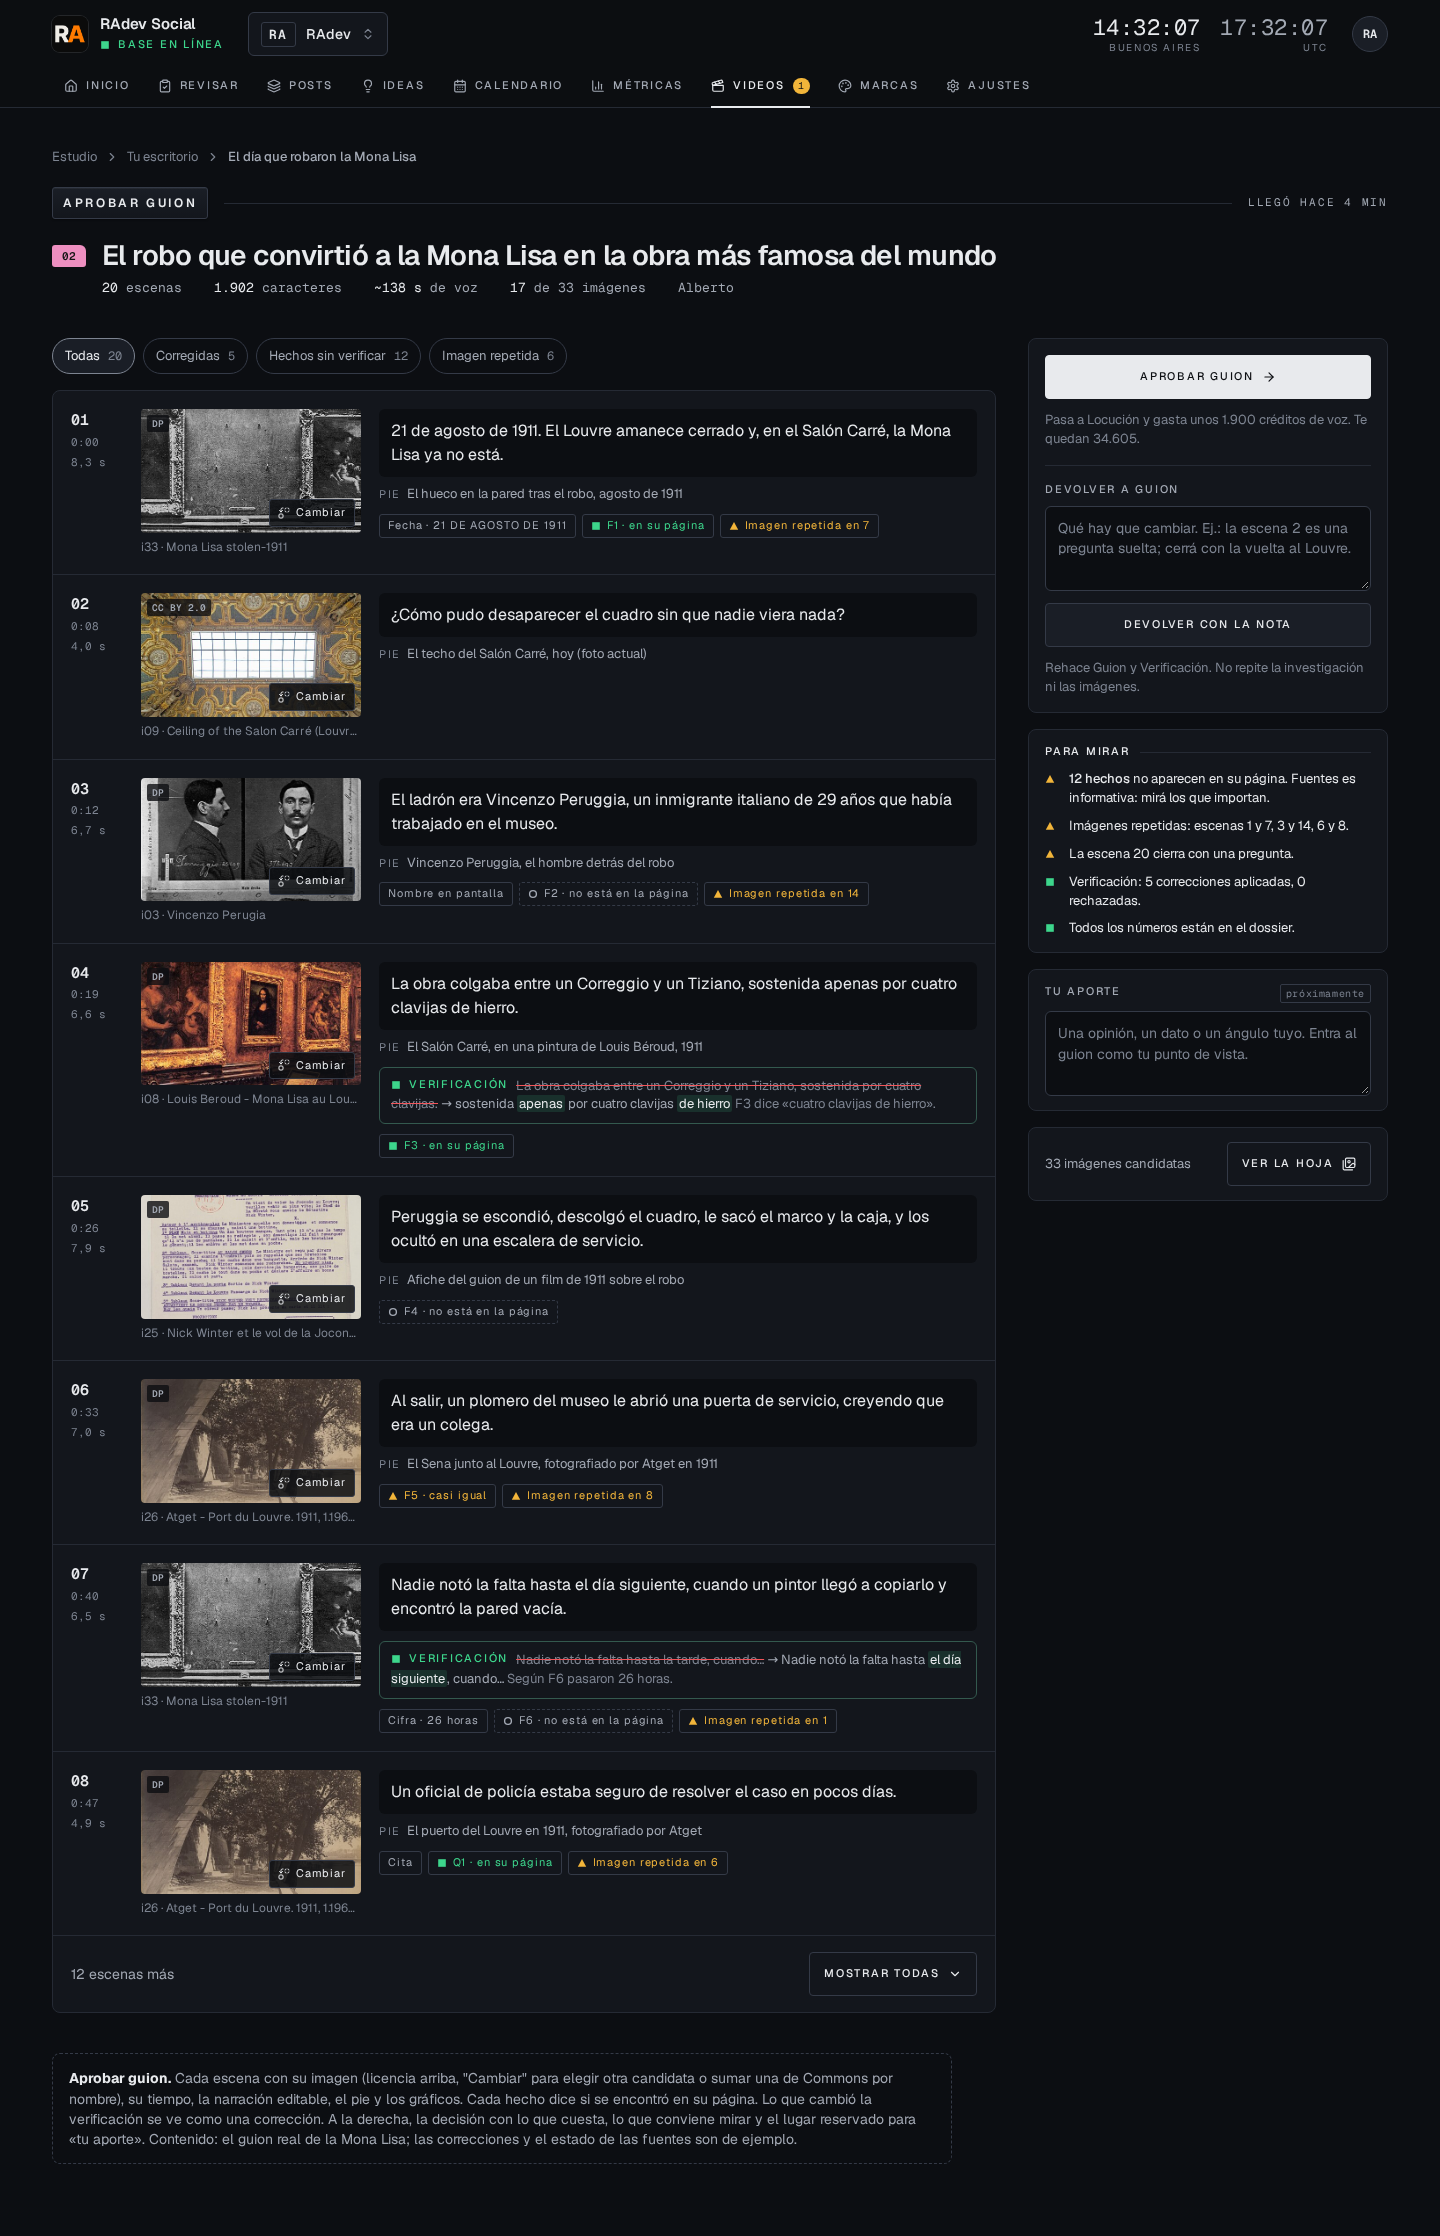 RA
RAdev Social
BASE EN LÍNEA
RA RAdev
14:32:07
BUENOS AIRES
17:32:07
UTC
RA
INICIO
REVISAR
POSTS
IDEAS
CALENDARIO
MÉTRICAS
VIDEOS 1
MARCAS
AJUSTES
Estudio > Tu escritorio > El día que robaron la Mona Lisa
APROBAR GUION
LLEGÓ HACE 4 MIN
02 El robo que convirtió a la Mona Lisa en la obra más famosa del mundo
20 escenas 1.902 caracteres ~138 s de voz 17 de 33 imágenes Alberto
Todas 20
Corregidas 5
Hechos sin verificar 12
Imagen repetida 6
01
0:00
8,3 s
DP
Cambiar
i33 · Mona Lisa stolen-1911
21 de agosto de 1911. El Louvre amanece cerrado y, en el Salón Carré, la Mona
Lisa ya no está.
PIE El hueco en la pared tras el robo, agosto de 1911
Fecha · 21 DE AGOSTO DE 1911
F1 · en su página
Imagen repetida en 7
02
0:08
4,0 s
CC BY 2.0
Cambiar
i09 · Ceiling of the Salon Carré (Louvr…
¿Cómo pudo desaparecer el cuadro sin que nadie viera nada?
PIE El techo del Salón Carré, hoy (foto actual)
03
0:12
6,7 s
DP
Cambiar
i03 · Vincenzo Perugia
El ladrón era Vincenzo Peruggia, un inmigrante italiano de 29 años que había
trabajado en el museo.
PIE Vincenzo Peruggia, el hombre detrás del robo
Nombre en pantalla
F2 · no está en la página
Imagen repetida en 14
04
0:19
6,6 s
DP
Cambiar
i08 · Louis Beroud - Mona Lisa au Lou…
La obra colgaba entre un Correggio y un Tiziano, sostenida apenas por cuatro
clavijas de hierro.
PIE El Salón Carré, en una pintura de Louis Béroud, 1911
VERIFICACIÓN La obra colgaba entre un Correggio y un Tiziano, sostenida por cuatro
clavijas. → sostenida apenas por cuatro clavijas de hierro F3 dice «cuatro clavijas de hierro».
F3 · en su página
05
0:26
7,9 s
DP
Cambiar
i25 · Nick Winter et le vol de la Jocon…
Peruggia se escondió, descolgó el cuadro, le sacó el marco y la caja, y los
ocultó en una escalera de servicio.
PIE Afiche del guion de un film de 1911 sobre el robo
F4 · no está en la página
06
0:33
7,0 s
DP
Cambiar
i26 · Atget - Port du Louvre. 1911, 1.196…
Al salir, un plomero del museo le abrió una puerta de servicio, creyendo que
era un colega.
PIE El Sena junto al Louvre, fotografiado por Atget en 1911
F5 · casi igual
Imagen repetida en 8
07
0:40
6,5 s
DP
Cambiar
i33 · Mona Lisa stolen-1911
Nadie notó la falta hasta el día siguiente, cuando un pintor llegó a copiarlo y
encontró la pared vacía.
VERIFICACIÓN Nadie notó la falta hasta la tarde, cuando… → Nadie notó la falta hasta el día
siguiente, cuando… Según F6 pasaron 26 horas.
Cifra · 26 horas
F6 · no está en la página
Imagen repetida en 1
08
0:47
4,9 s
DP
Cambiar
i26 · Atget - Port du Louvre. 1911, 1.196…
Un oficial de policía estaba seguro de resolver el caso en pocos días.
PIE El puerto del Louvre en 1911, fotografiado por Atget
Cita
Q1 · en su página
Imagen repetida en 6
12 escenas más
MOSTRAR TODAS
APROBAR GUION →
Pasa a Locución y gasta unos 1.900 créditos de voz. Te
quedan 34.605.
DEVOLVER A GUION
Qué hay que cambiar. Ej.: la escena 2 es una
pregunta suelta; cerrá con la vuelta al Louvre.
DEVOLVER CON LA NOTA
Rehace Guion y Verificación. No repite la investigación
ni las imágenes.
PARA MIRAR
12 hechos no aparecen en su página. Fuentes es
informativa: mirá los que importan.
Imágenes repetidas: escenas 1 y 7, 3 y 14, 6 y 8.
La escena 20 cierra con una pregunta.
Verificación: 5 correcciones aplicadas, 0
rechazadas.
Todos los números están en el dossier.
TU APORTE
próximamente
Una opinión, un dato o un ángulo tuyo. Entra al
guion como tu punto de vista.
33 imágenes candidatas
VER LA HOJA
Aprobar guion. Cada escena con su imagen (licencia arriba, "Cambiar" para elegir otra candidata o sumar una de Commons por
nombre), su tiempo, la narración editable, el pie y los gráficos. Cada hecho dice si se encontró en su página. Lo que cambió la
verificación se ve como una corrección. A la derecha, la decisión con lo que cuesta, lo que conviene mirar y el lugar reservado para
«tu aporte». Contenido: el guion real de la Mona Lisa; las correcciones y el estado de las fuentes son de ejemplo.